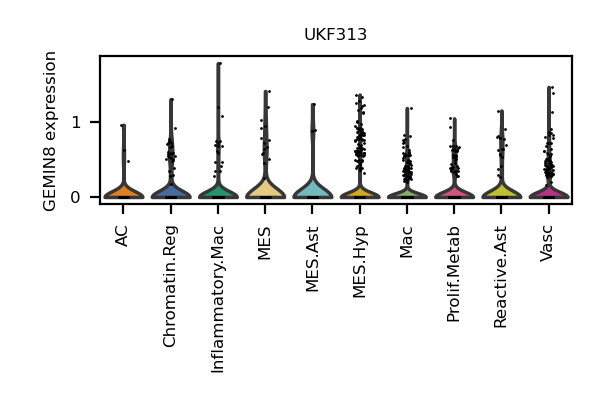 UKF313
GEMIN8 expression
1
0
AC
Chromatin.Reg
Inflammatory.Mac
MES
MES.Ast
MES.Hyp
Mac
Prolif.Metab
Reactive.Ast
Vasc